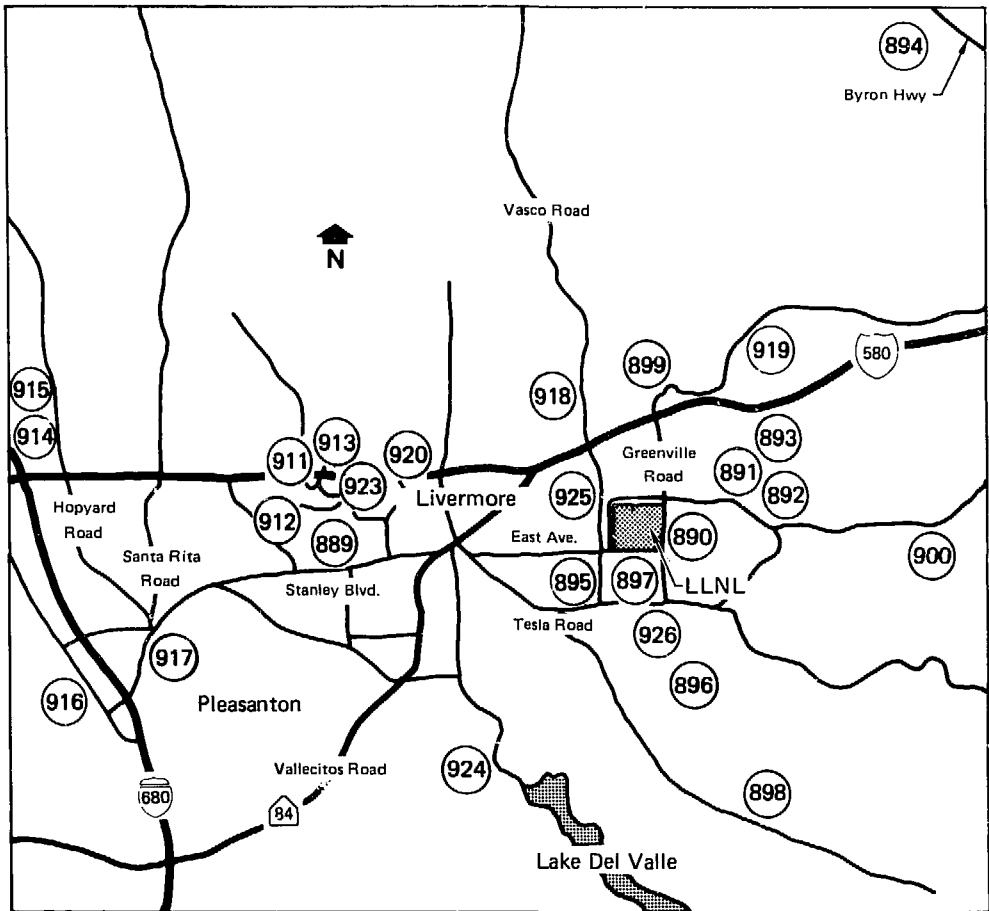 894
Byron Hwy
Vasco Road
N
919
580
899
915
918
914
913
893
920
911
Greenville
Road
891
923
Livermore
892
925
Hopyard
Road
912
East Ave.
890
889
900
Santa Rita
Road
Stanley Blvd.
895
897
LLNL
Tesla Road
926
917
896
916
Pleasanton
Vallecitos Road
924
680
898
84
Lake Del Valle